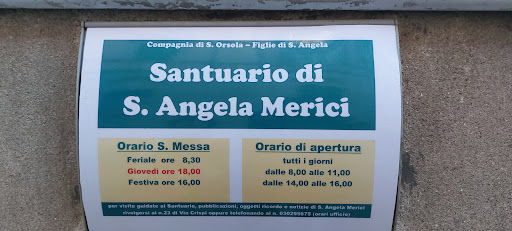 Compagnia di S. Orsola – Figlie di S. Angela
Santuario di
S. Angela Merici
Orario S. Messa
Feriale ore 8,30
Giovedì ore 18,00
Festiva ore 16,00
Orario di apertura
tutti i giorni
dalle 8,00 alle 11,00
dalle 14,00 alle 16,00
per visite guidate al Santuario, pubblicazioni, oggetti ricordo e notizie di S. Angela Merici
rivolgersi al n.23 di Via Crispi oppure telefonando al n. 030295675 (orari ufficio)